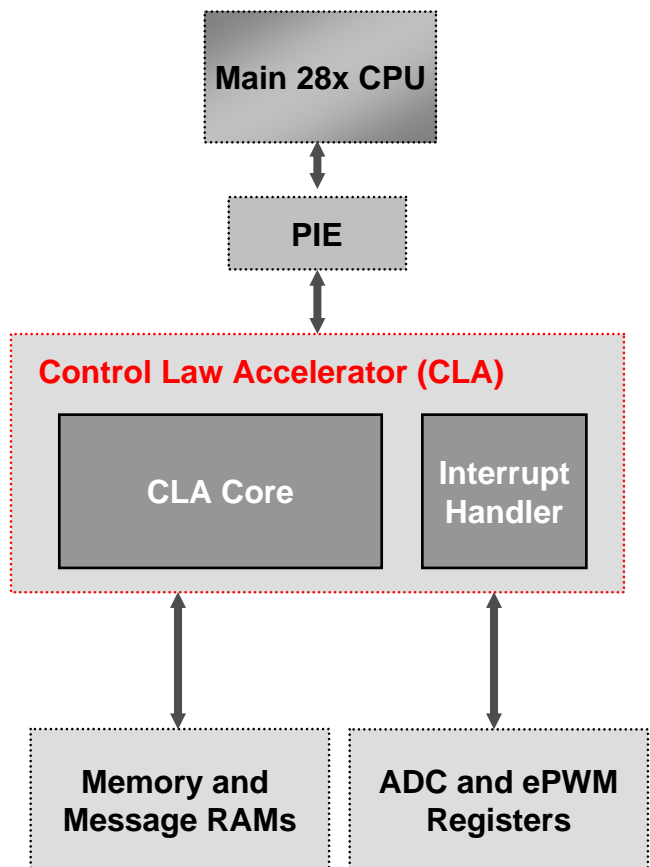 Main 28x CPU
PIE
Control Law Accelerator (CLA)
CLA Core
Interrupt
Handler
Memory and
Message RAMs
ADC and ePWM
Registers